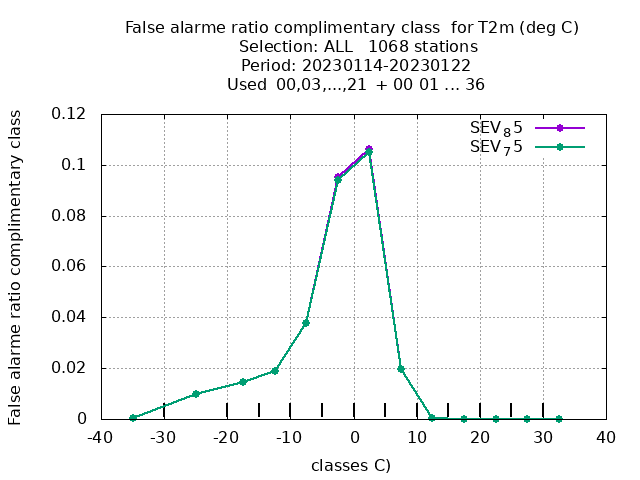 False alarme ratio complimentary class  for T2m (deg C)
Selection: ALL   1068 stations
Period: 20230114-20230122
Used  00,03,...,21  + 00 01 ... 36
False alarme ratio complimentary class
0.12
0.1
0.08
0.06
0.04
0.02
0
SEV₈5
SEV₇5
-40 -30 -20 -10 0 10 20 30 40
classes C)